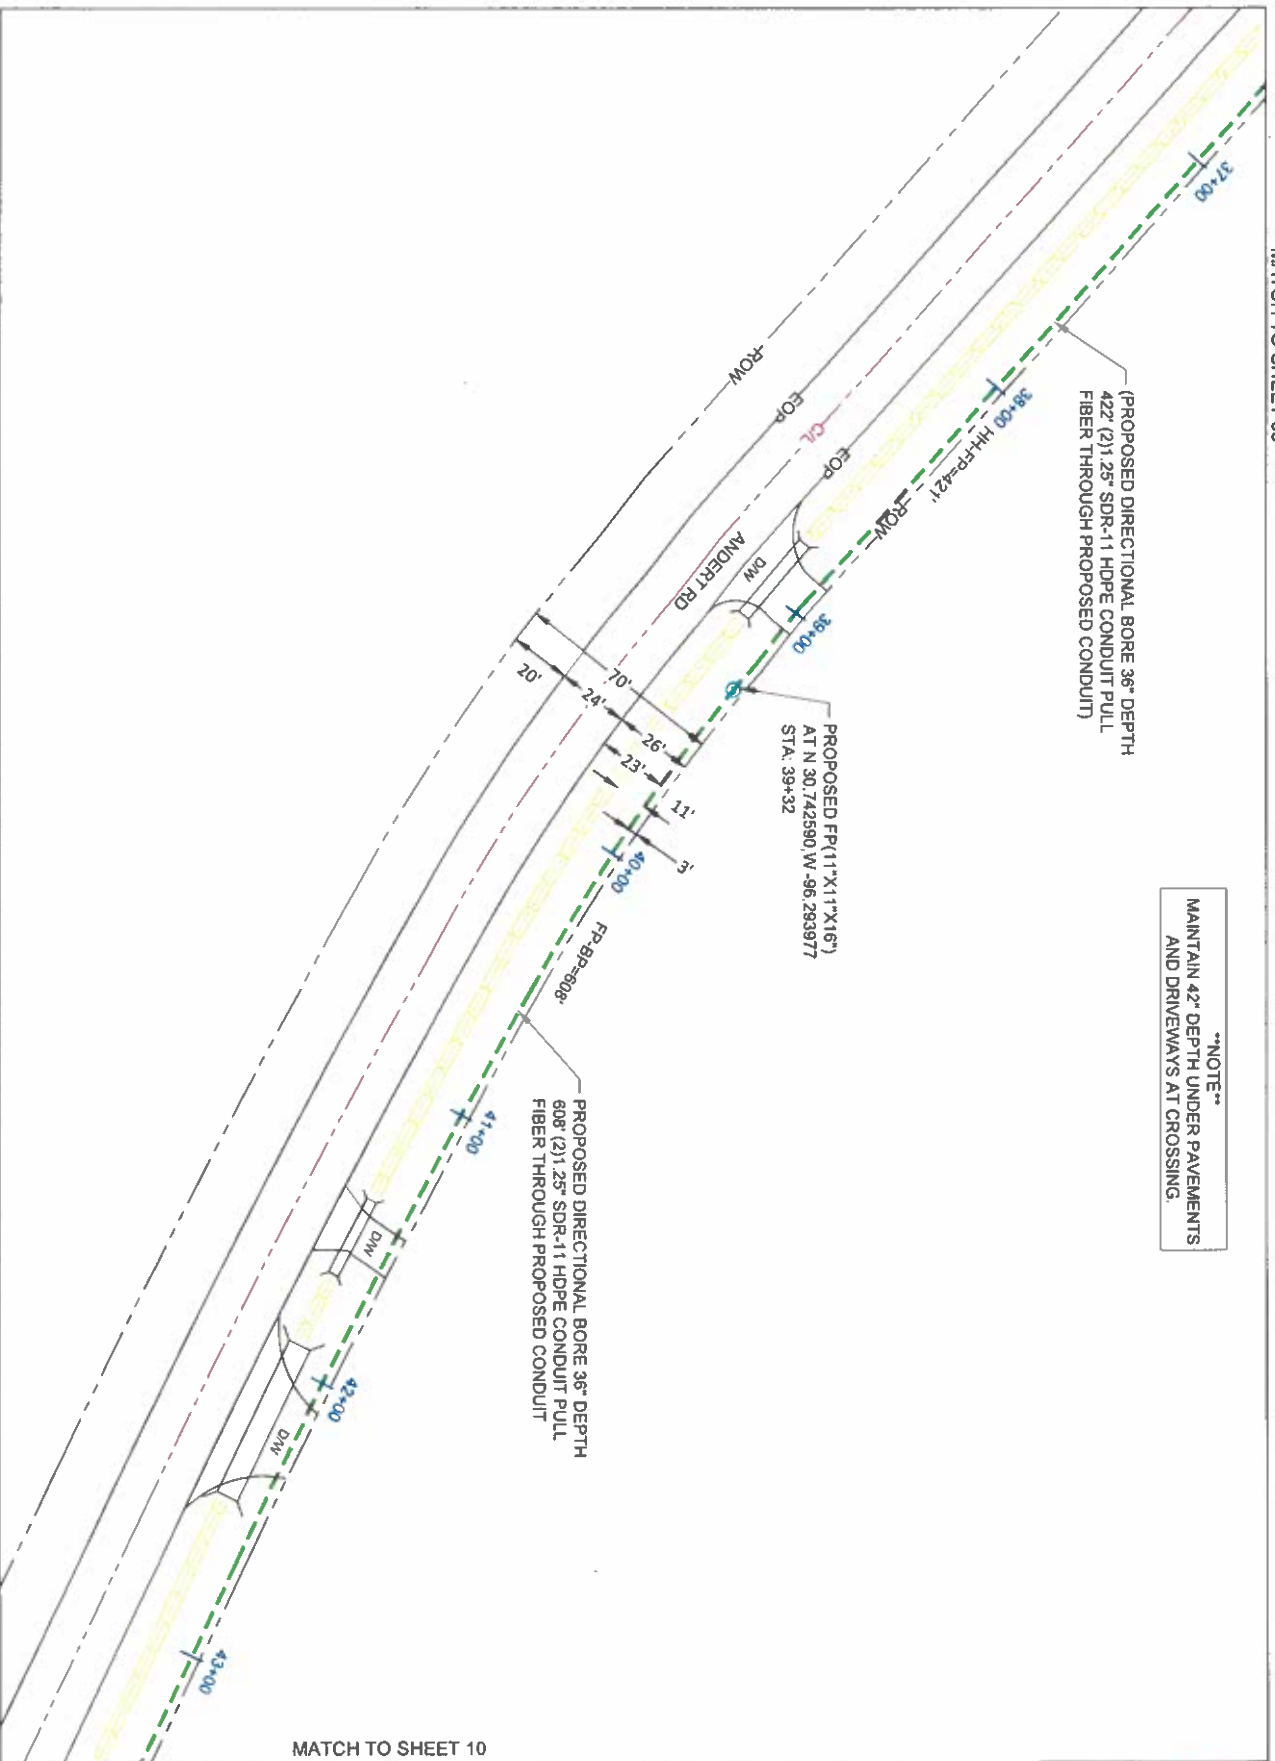 37+00
(PROPOSED DIRECTIONAL BORE 36" DEPTH
422' (2)1.25" SDR-11 HDPE CONDUIT PULL
FIBER THROUGH PROPOSED CONDUIT)
38+00
HH-FP=421'
ROW
ROW
EOP
C/L
EOP
ANDERT RD
D/W
39+00
PROPOSED FP(11"X11"X16")
AT N 30.742590,W -96.293977
STA: 39+32
**NOTE**
MAINTAIN 42" DEPTH UNDER PAVEMENTS
AND DRIVEWAYS AT CROSSING.
70'
20'
24'
26'
23'
11'
3'
40+00
FP-BP=608'
PROPOSED DIRECTIONAL BORE 36" DEPTH
608' (2)1.25" SDR-11 HDPE CONDUIT PULL
FIBER THROUGH PROPOSED CONDUIT
41+00
D/W
42+00
D/W
43+00
MATCH TO SHEET 10